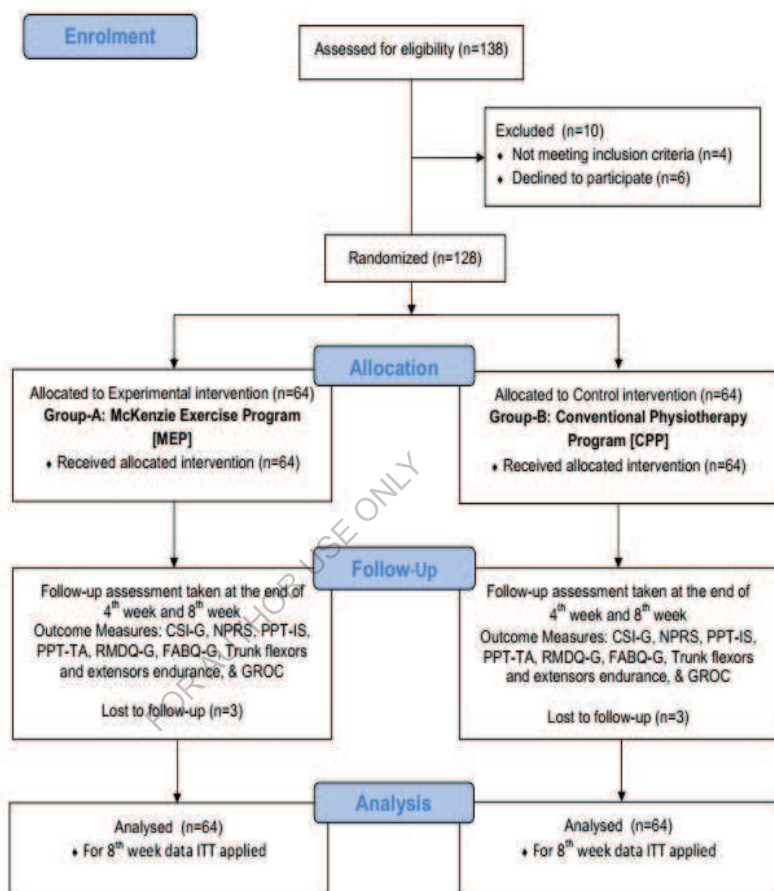 Enrolment
Assessed for eligibility (n=138)
Excluded (n=10)
♦ Not meeting inclusion criteria (n=4)
♦ Declined to participate (n=6)
Randomized (n=128)
Allocation
Allocated to Experimental intervention (n=64)
Group-A: McKenzie Exercise Program
[MEP]
♦ Received allocated intervention (n=64)
Allocated to Control intervention (n=64)
Group-B: Conventional Physiotherapy
Program [CPP]
♦ Received allocated intervention (n=64)
Follow-Up
Follow-up assessment taken at the end of
4th week and 8th week
Outcome Measures: CSI-G, NPRS, PPT-IS,
PPT-TA, RMDQ-G, FABQ-G, Trunk flexors
and extensors endurance, & GROC
Lost to follow-up (n=3)
Follow-up assessment taken at the end of
4th week and 8th week
Outcome Measures: CSI-G, NPRS, PPT-IS,
PPT-TA, RMDQ-G, FABQ-G, Trunk flexors
and extensors endurance, & GROC
Lost to follow-up (n=3)
Analysis
Analysed (n=64)
♦ For 8th week data ITT applied
Analysed (n=64)
♦ For 8th week data ITT applied
FOR AUTHOR USE ONLY